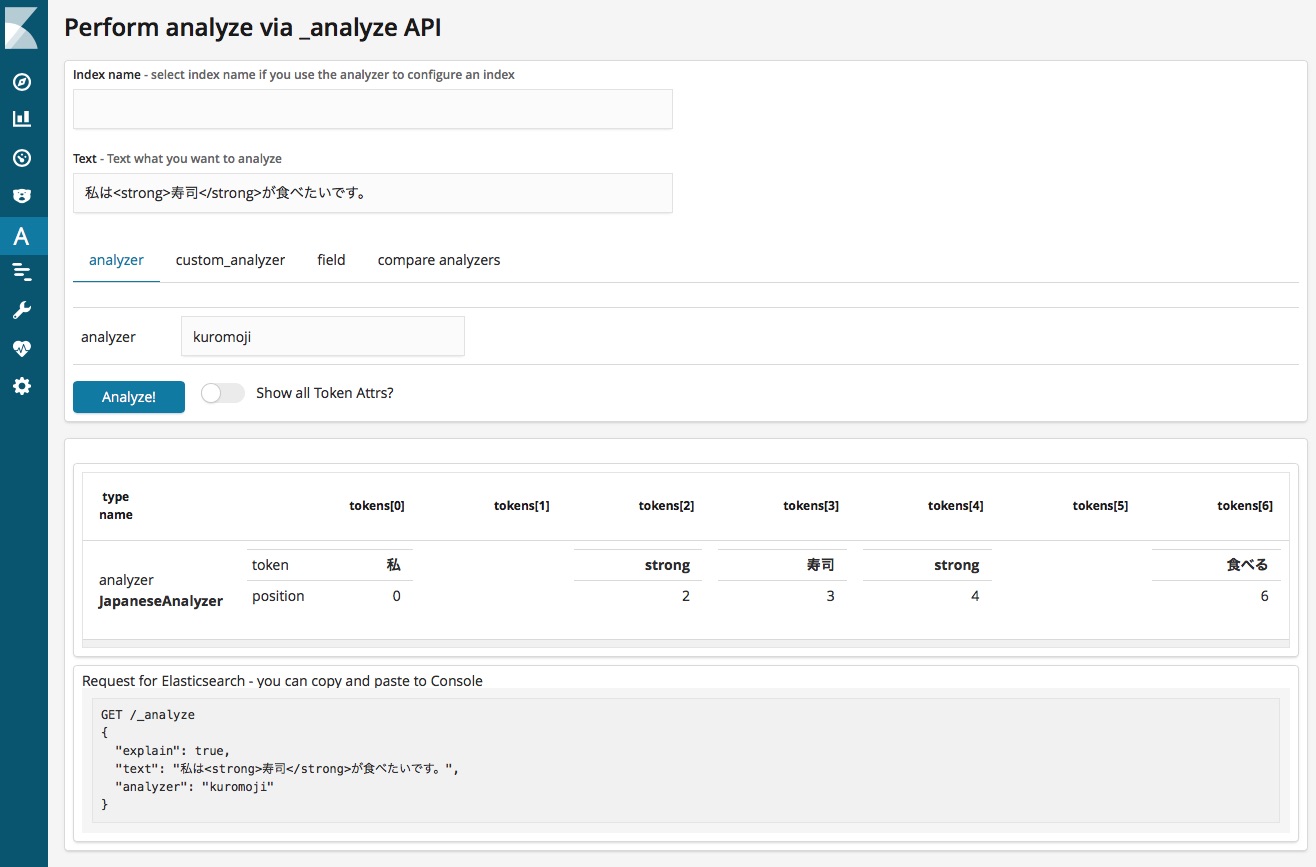 Perform analyze via _analyze API
Index name - select index name if you use the analyzer to configure an index
Text - Text what you want to analyze
私は<strong>寿司</strong>が食べたいです。
analyzer custom_analyzer field compare analyzers
analyzer kuromoji
Analyze! Show all Token Attrs?
type name tokens[0] tokens[1] tokens[2] tokens[3] tokens[4] tokens[5] tokens[6]
token 私 strong 寿司 strong 食べる
analyzer
JapaneseAnalyzer
position 0 2 3 4 6
Request for Elasticsearch - you can copy and paste to Console
GET /_analyze
{
"explain": true,
"text": "私は<strong>寿司</strong>が食べたいです。",
"analyzer": "kuromoji"
}